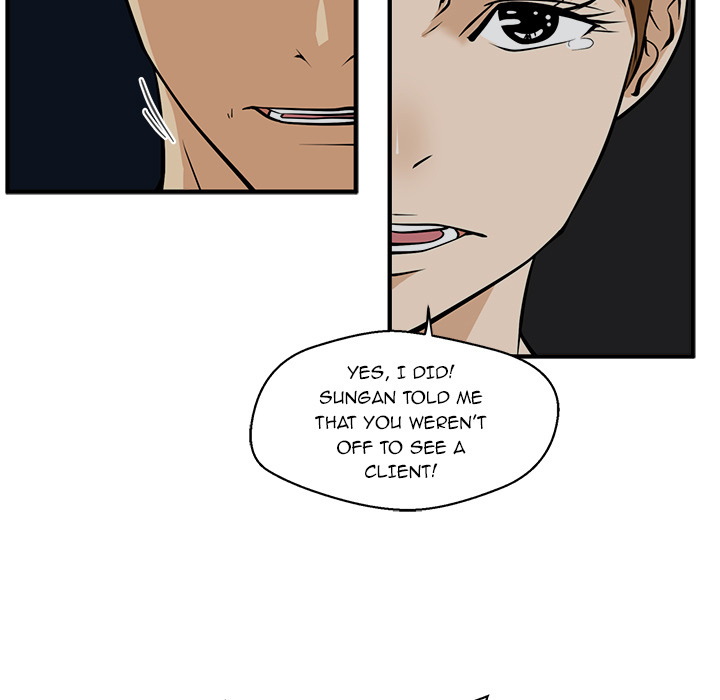 YES, I DID!
SUNGAN TOLD ME
THAT YOU WEREN'T
OFF TO SEE A
CLIENT!